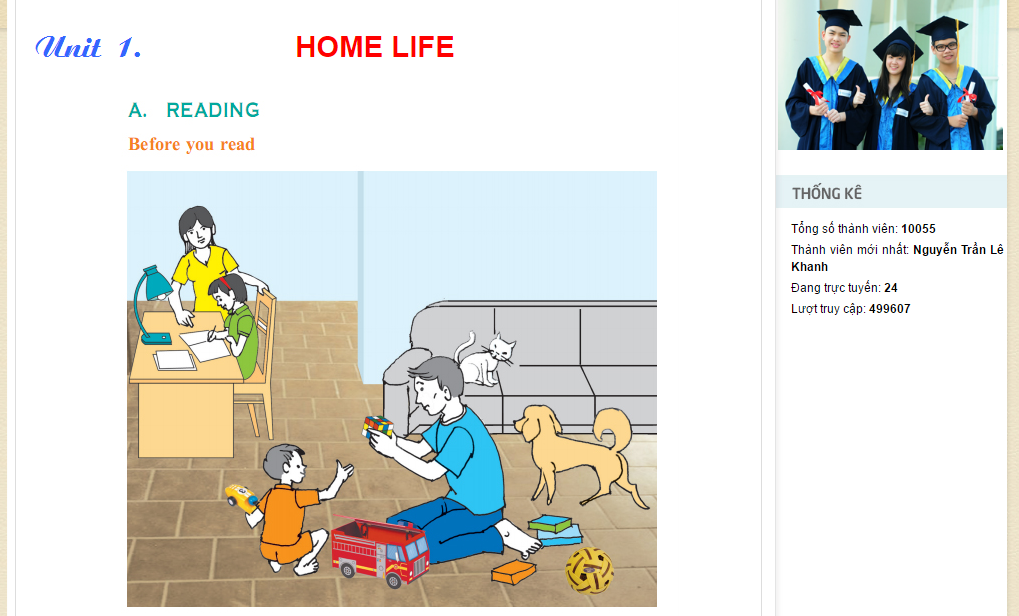 Unit 1.
HOME LIFE
A. READING
Before you read
THỐNG KÊ
Tổng số thành viên: 10055
Thành viên mới nhất: Nguyễn Trần Lê
Khanh
Đang trực tuyến: 24
Lượt truy cập: 499607